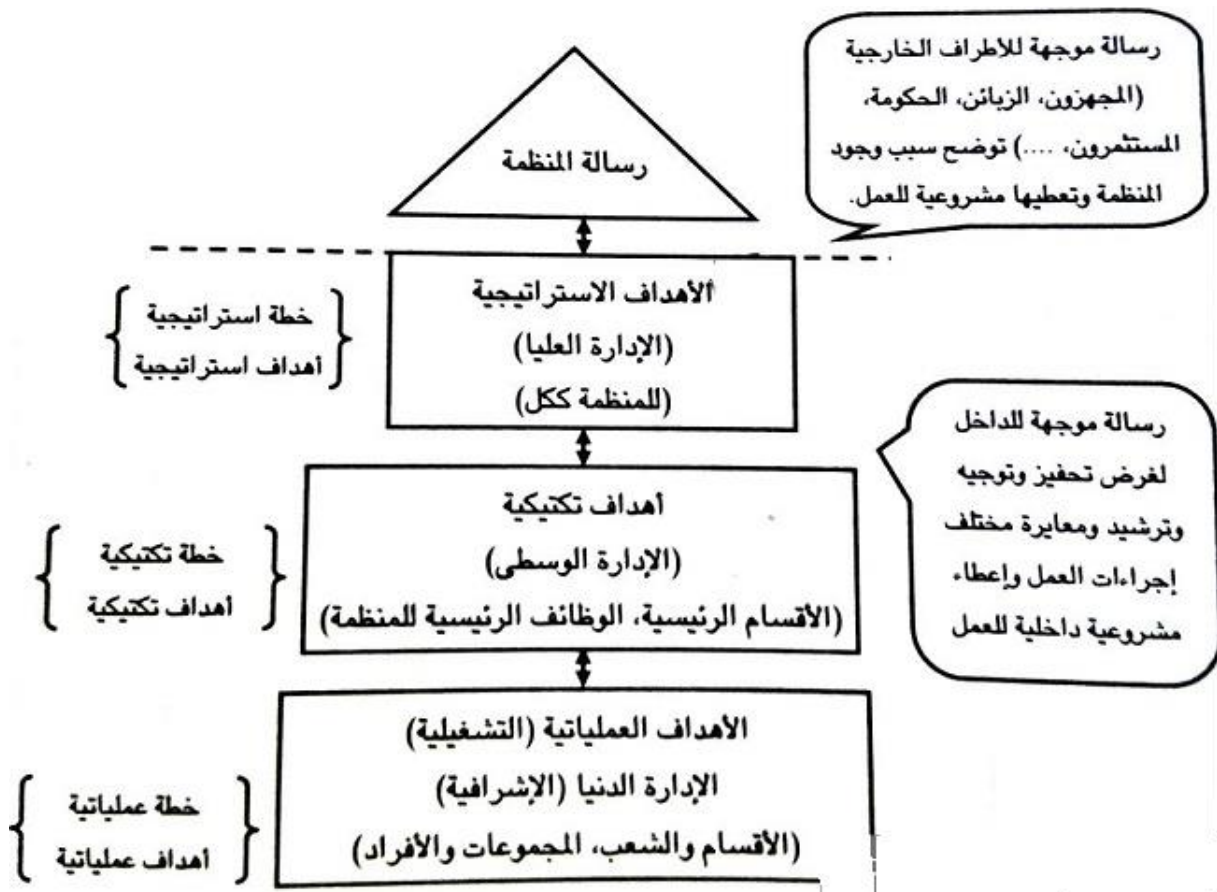 رسالة موجهة للأطراف الخارجية
(المجهزون، الزبائن، الحكومة،
المستثمرون، ....) توضح سبب وجود
المنظمة وتعطيها مشروعية للعمل.
رسالة المنظمة
الأهداف الاستراتيجية
(الإدارة العليا)
(للمنظمة ككل)
خطة استراتيجية
أهداف استراتيجية
رسالة موجهة للداخل
لغرض تحفيز وتوجيه
وترشيد ومعايرة مختلف
إجراءات العمل وإعطاء
مشروعية داخلية للعمل
أهداف تكتيكية
(الإدارة الوسطى)
(الأقسام الرئيسية، الوظائف الرئيسية للمنظمة)
خطة تكتيكية
أهداف تكتيكية
الأهداف العملياتية (التشغيلية)
الإدارة الدنيا (الإشرافية)
(الأقسام والشعب، المجموعات والأفراد)
خطة عملياتية
أهداف عملياتية